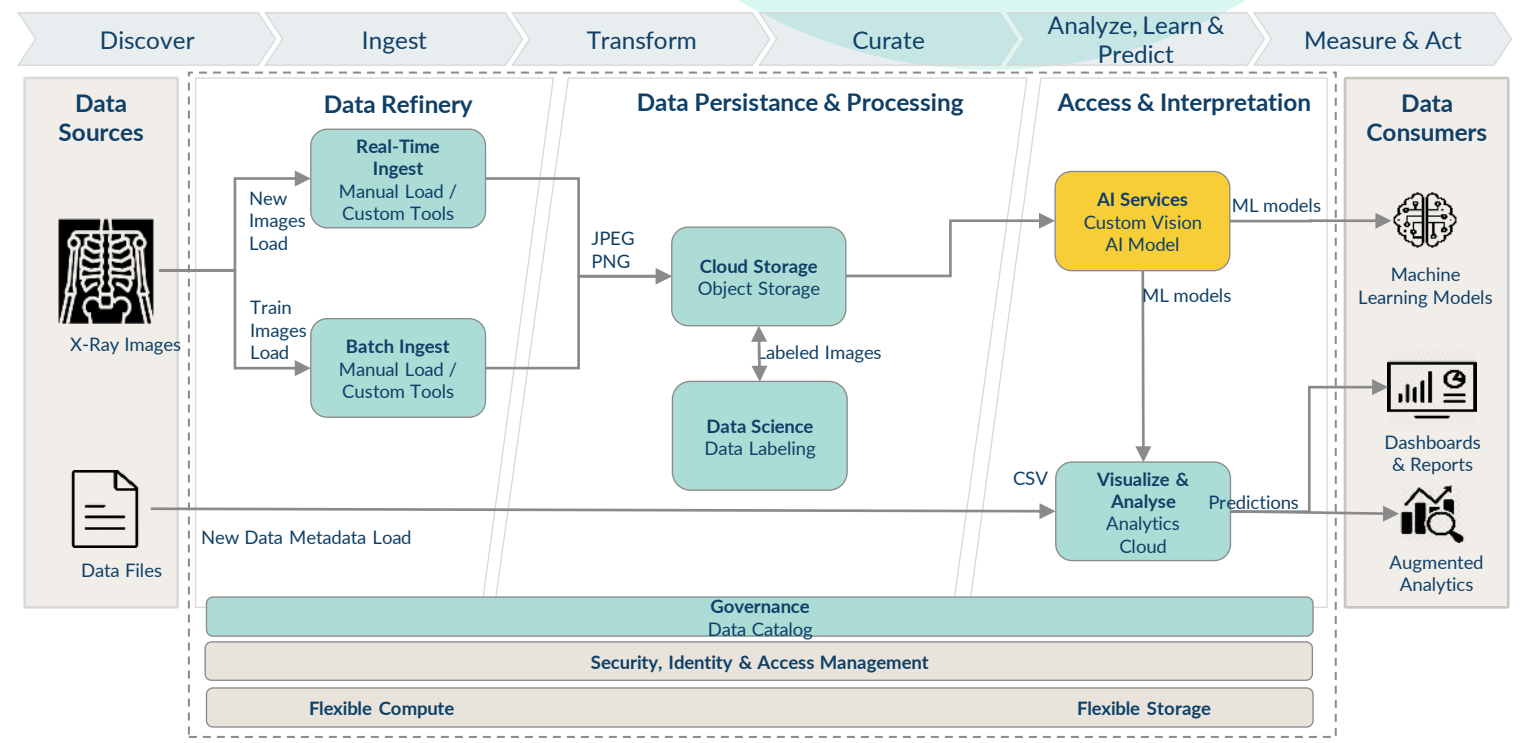 Discover
Ingest
Transform
Curate
Analyze, Learn &
Predict
Measure & Act
Data
Sources
X-Ray Images
Data Files
Data Refinery
New
Images
Load
Train
Images
Load
Real-Time
Ingest
Manual Load /
Custom Tools
Batch Ingest
Manual Load /
Custom Tools
New Data Metadata Load
Data Persistance & Processing
JPEG
PNG
Cloud Storage
Object Storage
Labeled Images
Data Science
Data Labeling
Access & Interpretation
AI Services
Custom Vision
AI Model
ML models
ML models
CSV
Visualize &
Analyse
Analytics
Cloud
Predictions
Data
Consumers
Machine
Learning Models
Dashboards
& Reports
Augmented
Analytics
Governance
Data Catalog
Security, Identity & Access Management
Flexible Compute
Flexible Storage